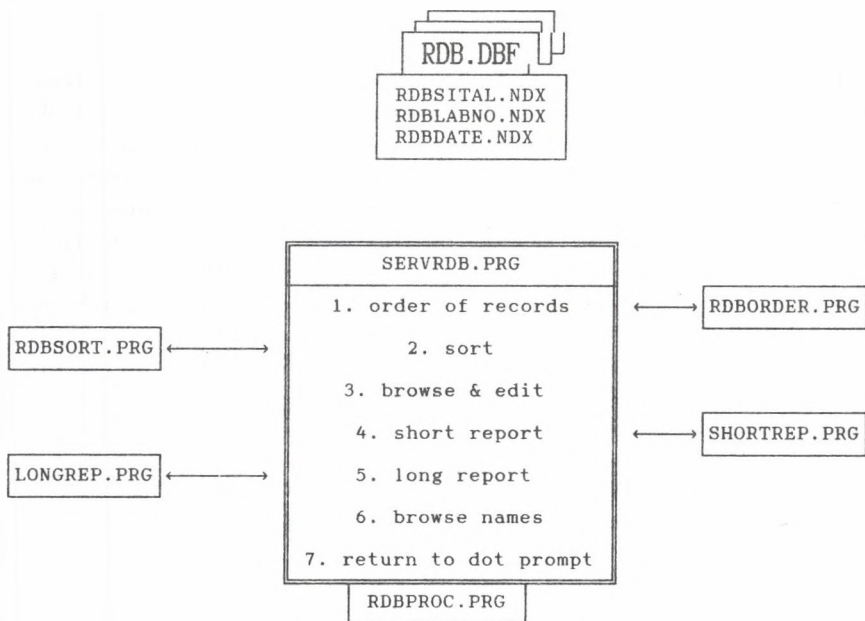 RDB.DBF
RDBSITAL.NDX
RDBLABNO.NDX
RDBDATE.NDX
SERVRDB.PRG
1. order of records
RDBORDER.PRG
RDBSORT.PRG
2. sort
3. browse & edit
4. short report
SHORTREP.PRG
LONGREP.PRG
5. long report
6. browse names
7. return to dot prompt
RDBPROC.PRG